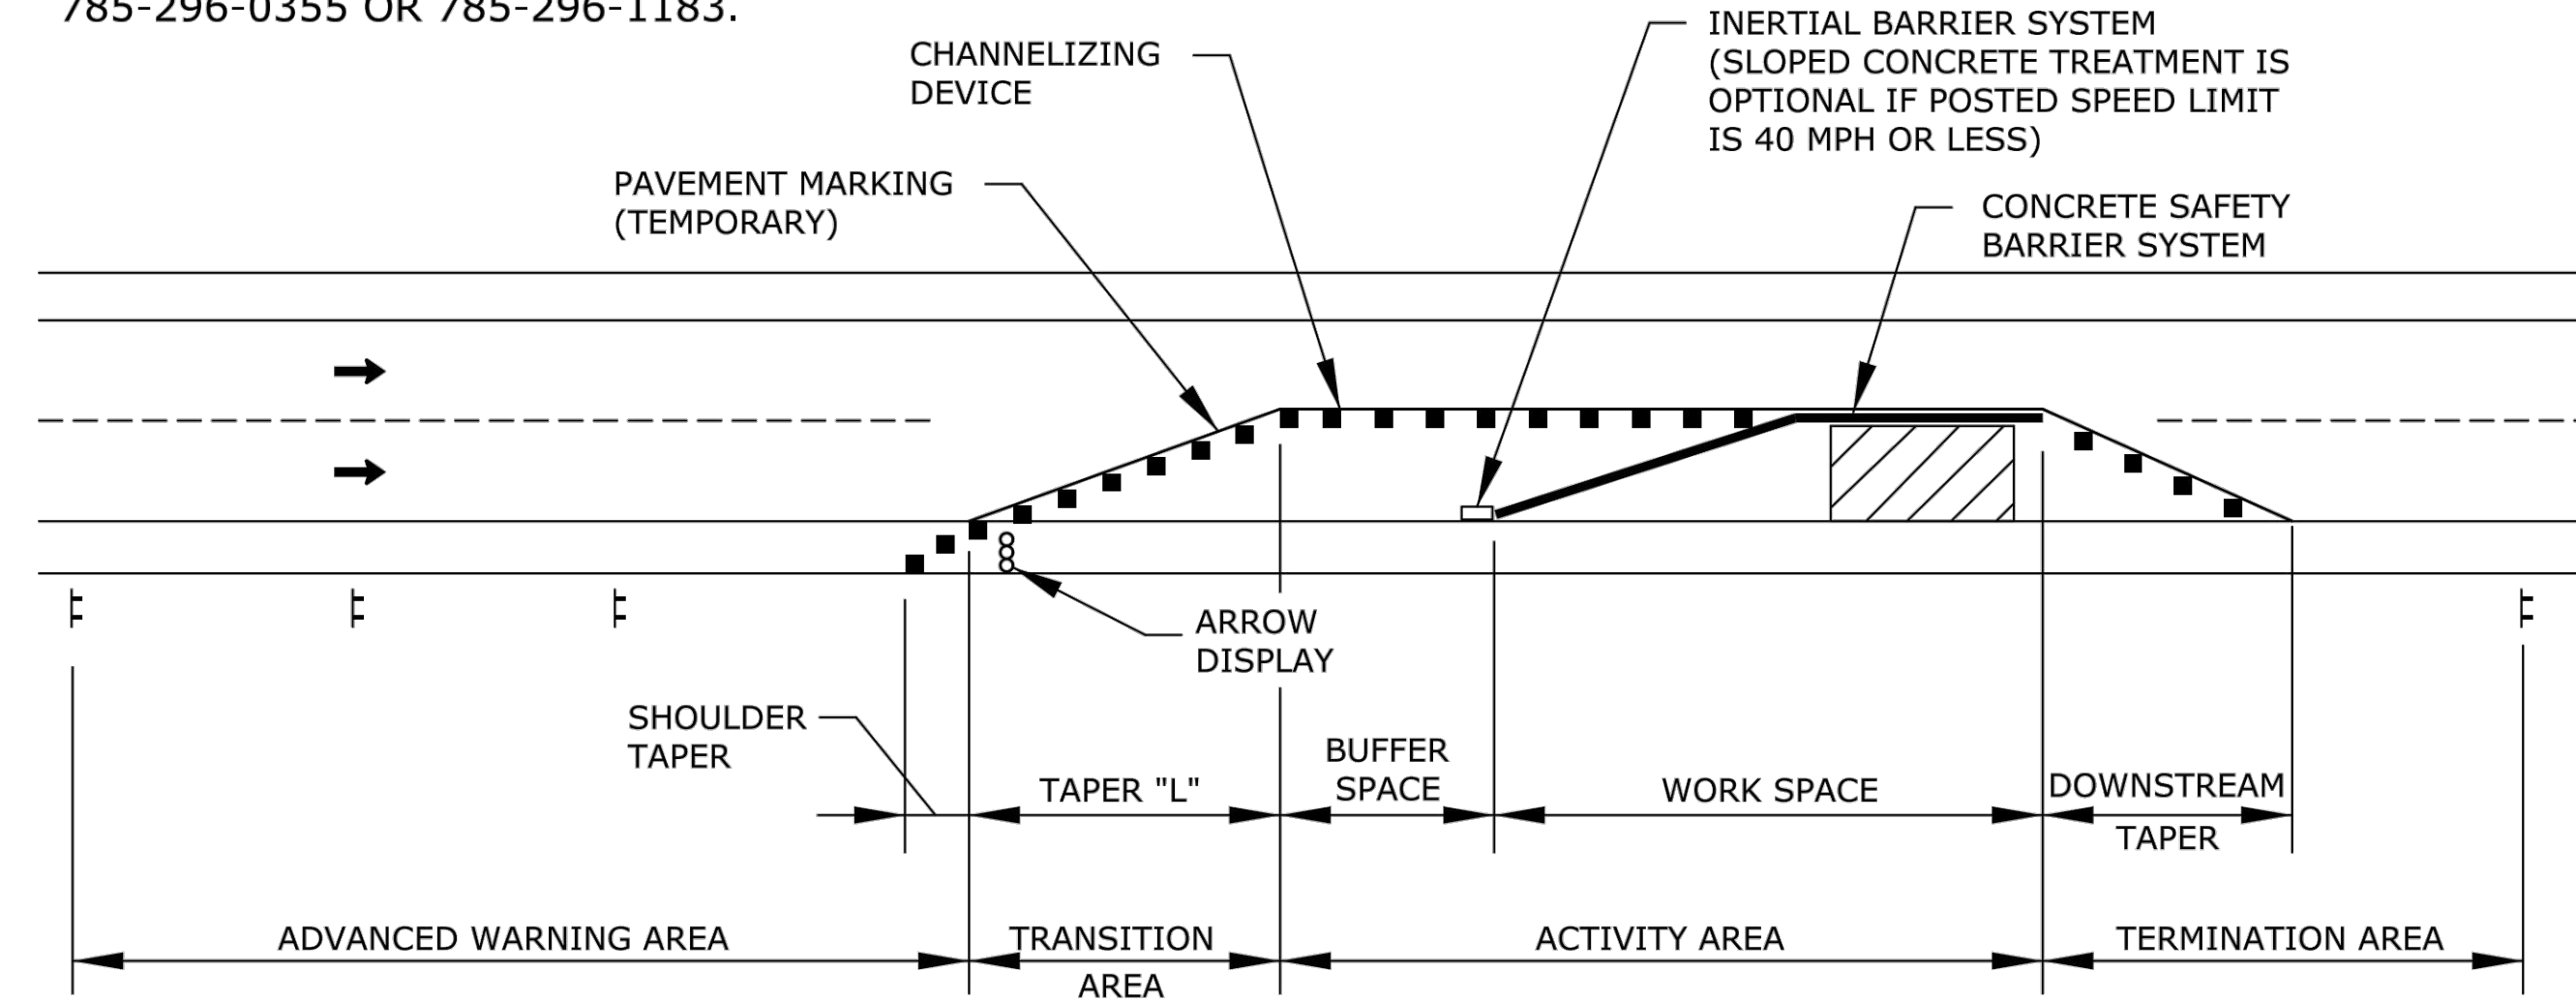 785-296-0355 OR 785-296-1183.
CHANNELIZING
DEVICE
INERTIAL BARRIER SYSTEM
(SLOPED CONCRETE TREATMENT IS
OPTIONAL IF POSTED SPEED LIMIT
IS 40 MPH OR LESS)
PAVEMENT MARKING
(TEMPORARY)
CONCRETE SAFETY
BARRIER SYSTEM
ARROW
DISPLAY
SHOULDER
TAPER
TAPER "L"
BUFFER
SPACE
WORK SPACE
DOWNSTREAM
TAPER
ADVANCED WARNING AREA
TRANSITION
AREA
ACTIVITY AREA
TERMINATION AREA